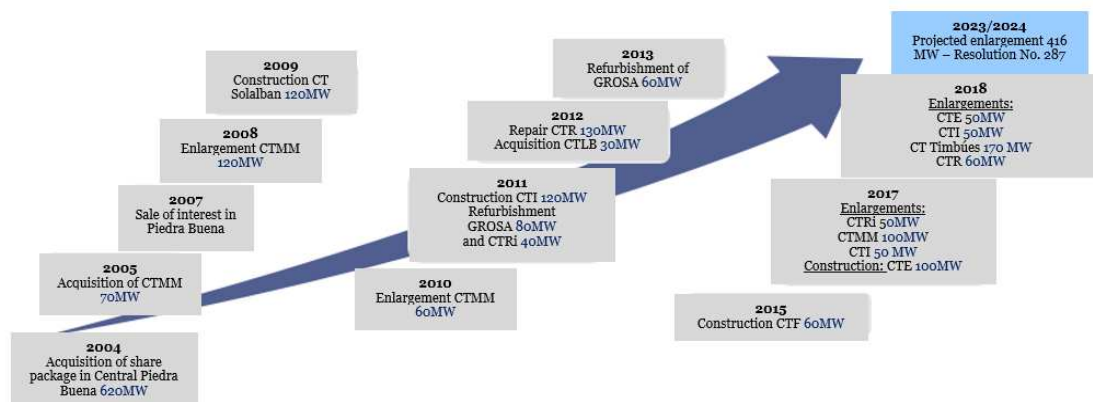 2004
Acquisition of share
package in Central Piedra
Buena 620MW
2005
Acquisition of CTMM
70MW
2007
Sale of interest in
Piedra Buena
2008
Enlargement CTMM
120MW
2009
Construction CT
Solalban 120MW
2010
Enlargement CTMM
60MW
2011
Construction CTI 120MW
Refurbishment
GROSA 80MW
and CTRi 40MW
2012
Repair CTR 130MW
Acquisition CTLB 30MW
2013
Refurbishment of
GROSA 60MW
2015
Construction CTF 60MW
2017
Enlargements:
CTRi 50MW
CTMM 100MW
CTI 50 MW
Construction: CTE 100MW
2018
Enlargements:
CTE 50MW
CTI 50MW
CT Timbúes 170 MW
CTR 60MW
2023/2024
Projected enlargement 416
MW – Resolution No. 287